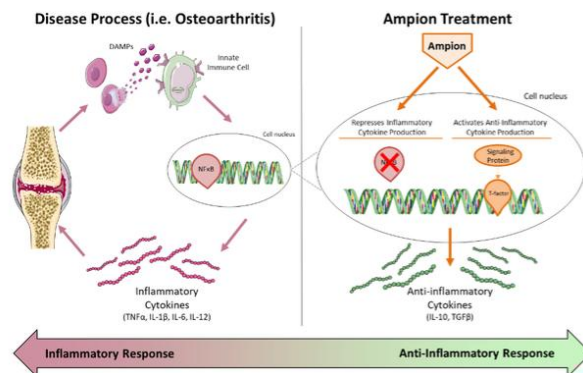 Disease Process (i.e. Osteoarthritis)
DAMPs
Innate
Immune Cell
Cell nucleus
NFκB
Inflammatory
Cytokines
(TNFα, IL-1β, IL-6, IL-12)
Ampion Treatment
Ampion
Cell nucleus
Represses Inflammatory
Cytokine Production
Activates Anti-Inflammatory
Cytokine Production
Signaling
Protein
T-factor
Anti-inflammatory
Cytokines
(IL-10, TGFβ)
Inflammatory Response
Anti-Inflammatory Response